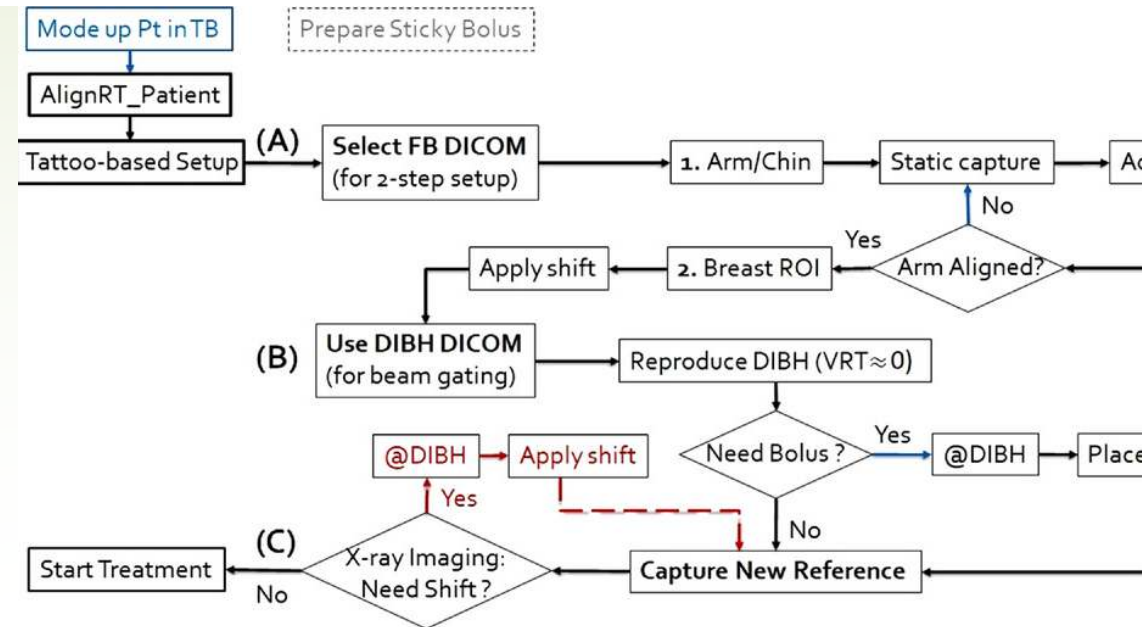 Mode up Pt in TB
Prepare Sticky Bolus
AlignRT_Patient
Tattoo-based Setup
(A)
Select FB DICOM
(for 2-step setup)
1. Arm/Chin
Static capture
No
Yes
Arm Aligned?
2. Breast ROI
Apply shift
(B)
Use DIBH DICOM
(for beam gating)
Reproduce DIBH (VRT≈0)
Need Bolus ?
Yes
@DIBH
Place
No
@DIBH
Apply shift
Yes
(C)
X-ray Imaging:
Need Shift ?
No
Start Treatment
Capture New Reference